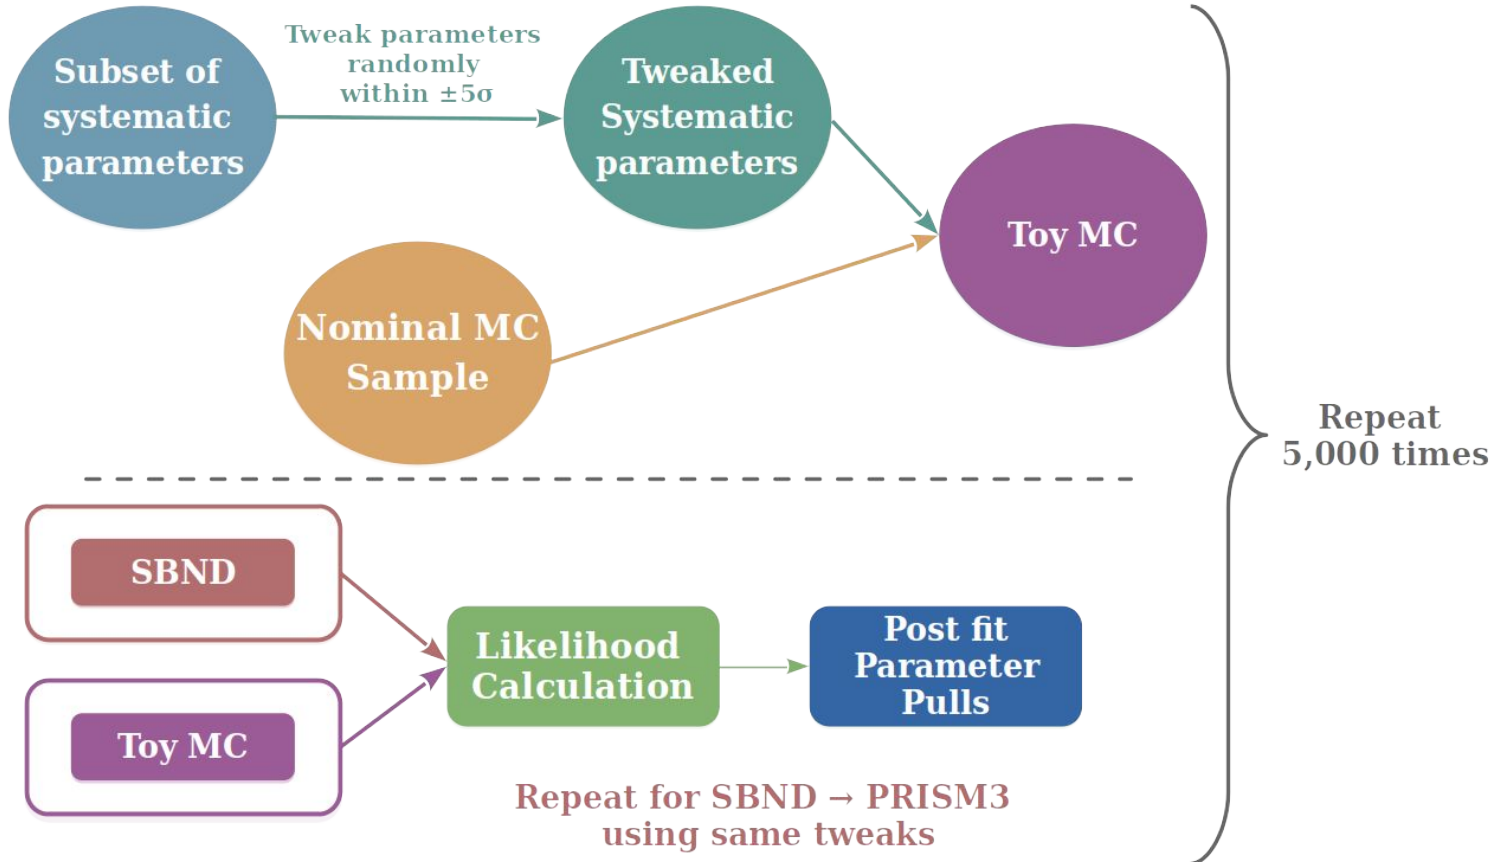 Subset of
systematic
parameters
Tweak parameters
randomly
within ±5σ
Tweaked
Systematic
parameters
Toy MC
Nominal MC
Sample
Repeat
5,000 times
SBND
Toy MC
Likelihood
Calculation
Post fit
Parameter
Pulls
Repeat for SBND → PRISM3
using same tweaks